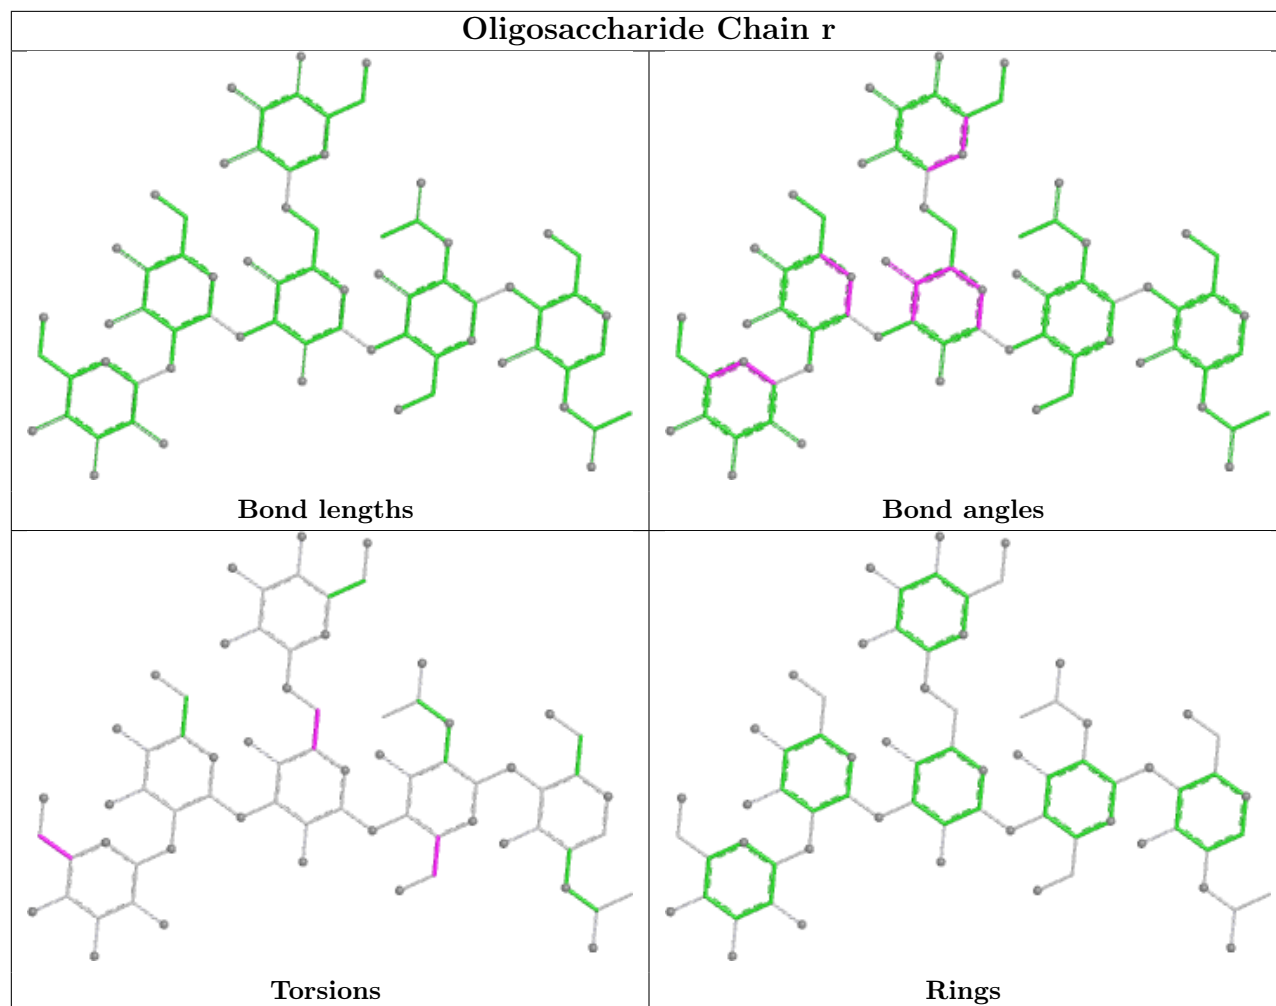 Oligosaccharide Chain r
Bond lengths
Bond angles
Torsions
Rings